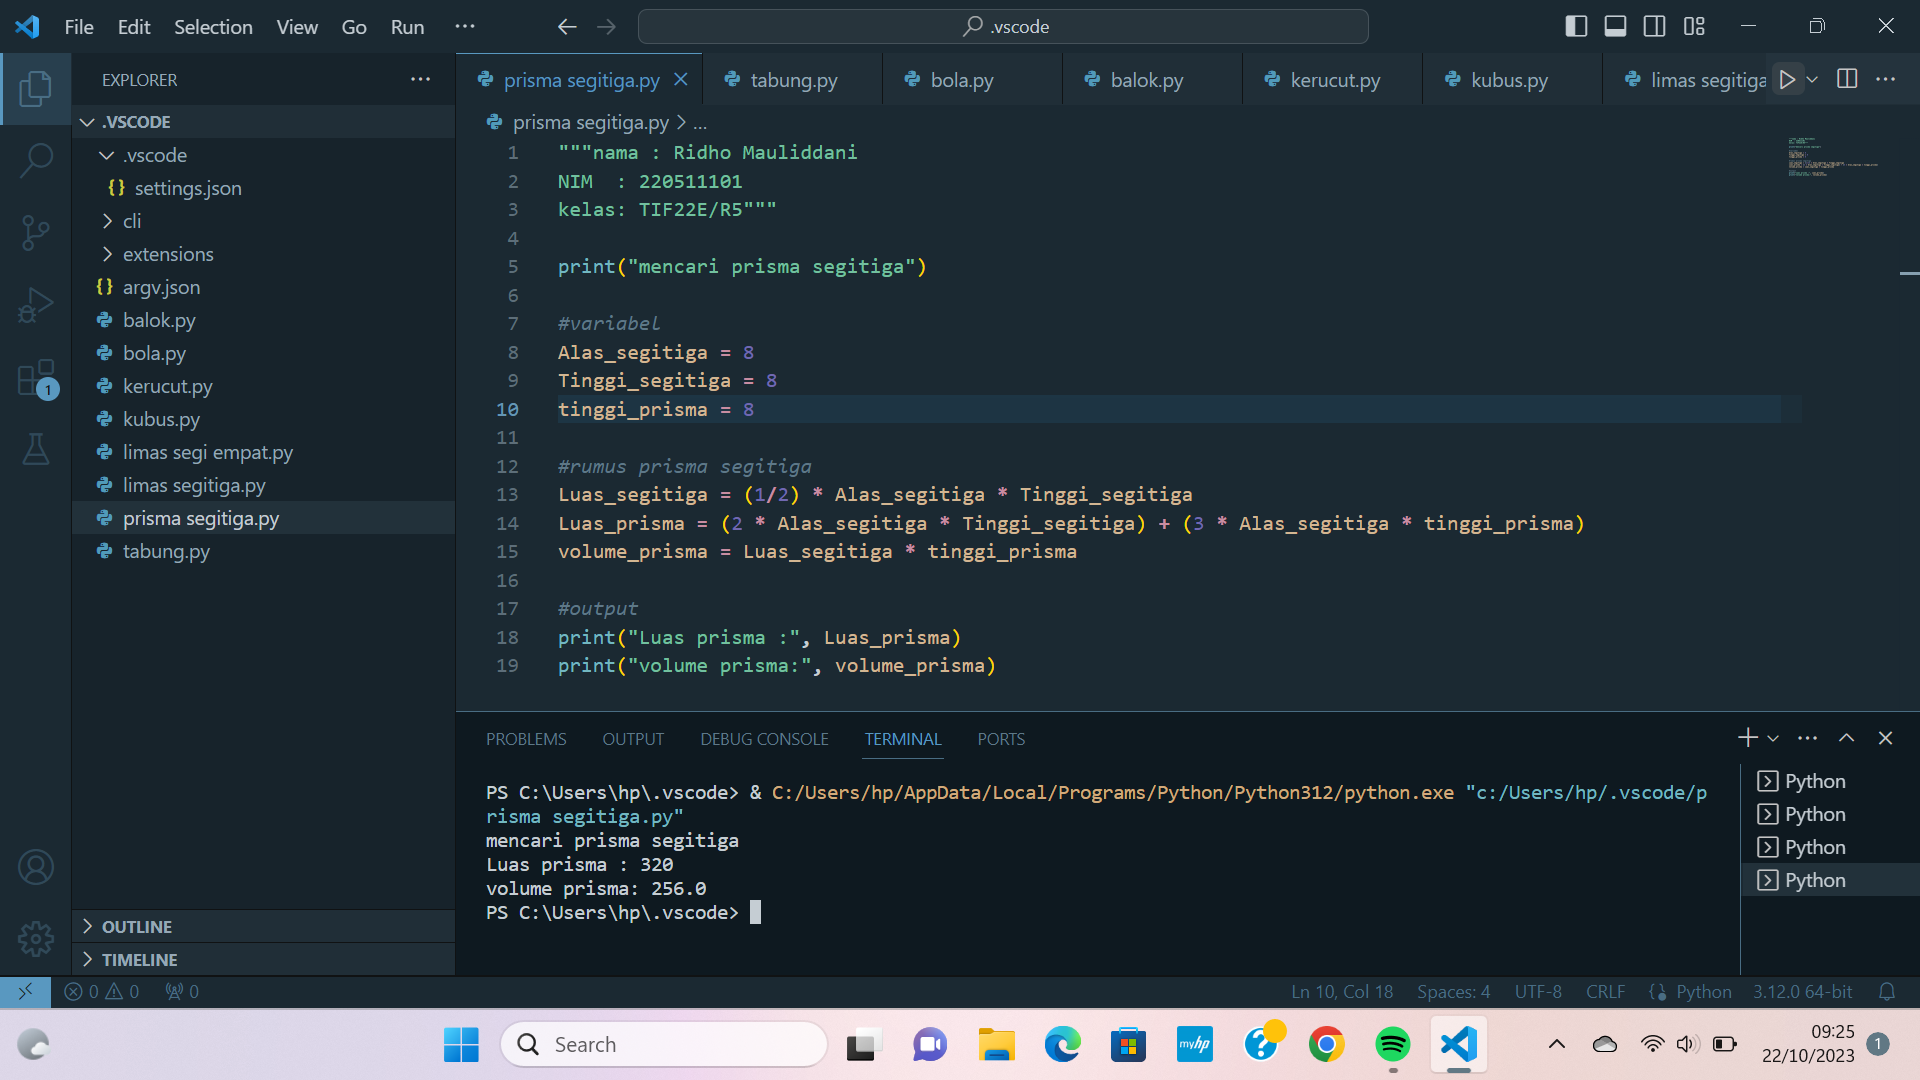 File Edit Selection View Go Run ···
.vscode
EXPLORER ···
.VSCODE
.vscode
{} settings.json
cli
extensions
{} argv.json
balok.py
bola.py
kerucut.py
kubus.py
limas segi empat.py
limas segitiga.py
prisma segitiga.py
tabung.py
OUTLINE
TIMELINE
1
prisma segitiga.py tabung.py bola.py balok.py kerucut.py kubus.py limas segitiga
prisma segitiga.py > ...
1 """nama : Ridho Mauliddani
2 NIM  : 220511101
3 kelas: TIF22E/R5"""
4
5 print("mencari prisma segitiga")
6
7 #variabel
8 Alas_segitiga = 8
9 Tinggi_segitiga = 8
10 tinggi_prisma = 8
11
12 #rumus prisma segitiga
13 Luas_segitiga = (1/2) * Alas_segitiga * Tinggi_segitiga
14 Luas_prisma = (2 * Alas_segitiga * Tinggi_segitiga) + (3 * Alas_segitiga * tinggi_prisma)
15 volume_prisma = Luas_segitiga * tinggi_prisma
16
17 #output
18 print("Luas prisma :", Luas_prisma)
19 print("volume prisma:", volume_prisma)
PROBLEMS OUTPUT DEBUG CONSOLE TERMINAL PORTS
PS C:\Users\hp\.vscode> & C:/Users/hp/AppData/Local/Programs/Python/Python312/python.exe "c:/Users/hp/.vscode/p
risma segitiga.py"
mencari prisma segitiga
Luas prisma : 320
volume prisma: 256.0
PS C:\Users\hp\.vscode>
Python
Python
Python
Python
0 0 0 Ln 10, Col 18 Spaces: 4 UTF-8 CRLF Python 3.12.0 64-bit
Search
myhp
09:25
22/10/2023
1